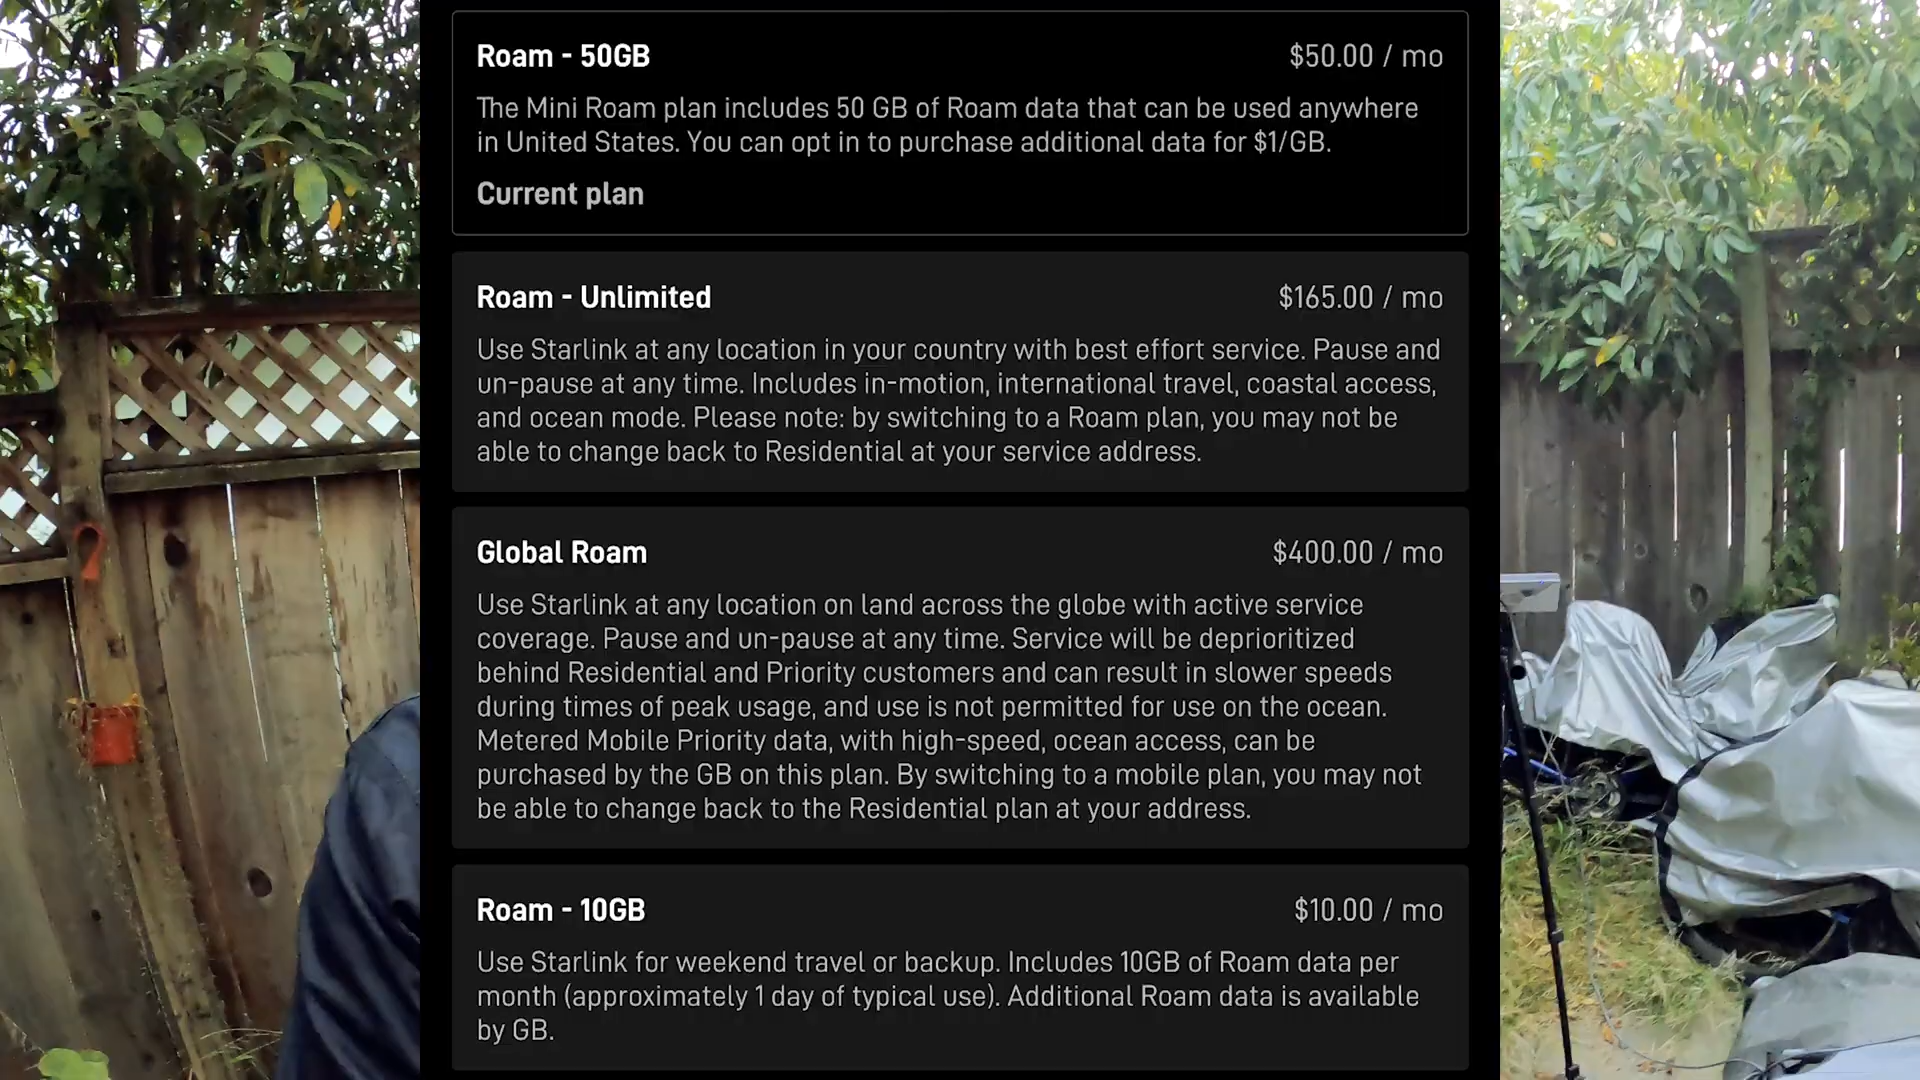 Roam - 50GB
$50.00 / mo
The Mini Roam plan includes 50 GB of Roam data that can be used anywhere
in United States. You can opt in to purchase additional data for $1/GB.
Current plan
Roam - Unlimited
$165.00 / mo
Use Starlink at any location in your country with best effort service. Pause and
un-pause at any time. Includes in-motion, international travel, coastal access,
and ocean mode. Please note: by switching to a Roam plan, you may not be
able to change back to Residential at your service address.
Global Roam
$400.00 / mo
Use Starlink at any location on land across the globe with active service
coverage. Pause and un-pause at any time. Service will be deprioritized
behind Residential and Priority customers and can result in slower speeds
during times of peak usage, and use is not permitted for use on the ocean.
Metered Mobile Priority data, with high-speed, ocean access, can be
purchased by the GB on this plan. By switching to a mobile plan, you may not
be able to change back to the Residential plan at your address.
Roam - 10GB
$10.00 / mo
Use Starlink for weekend travel or backup. Includes 10GB of Roam data per
month (approximately 1 day of typical use). Additional Roam data is available
by GB.